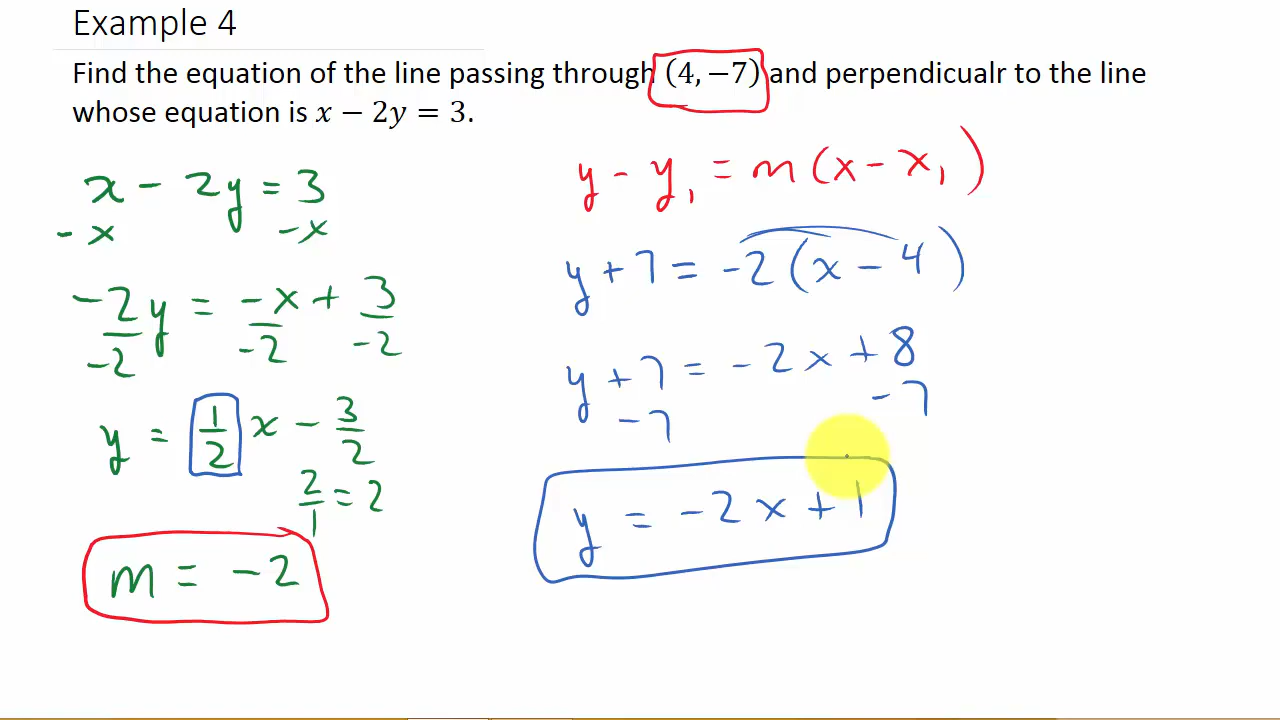 Example 4
Find the equation of the line passing through (4, −7) and perpendicualr to the line
whose equation is x − 2y = 3.
x − 2y = 3
− x − x
−2y = −x + 3
−2 −2 −2
y = 1/2 x − 3/2
2/1 = 2
m = −2
y − y₁ = m(x − x₁)
y + 7 = −2(x − 4)
y + 7 = −2x + 8
− 7 − 7
y = −2x + 1